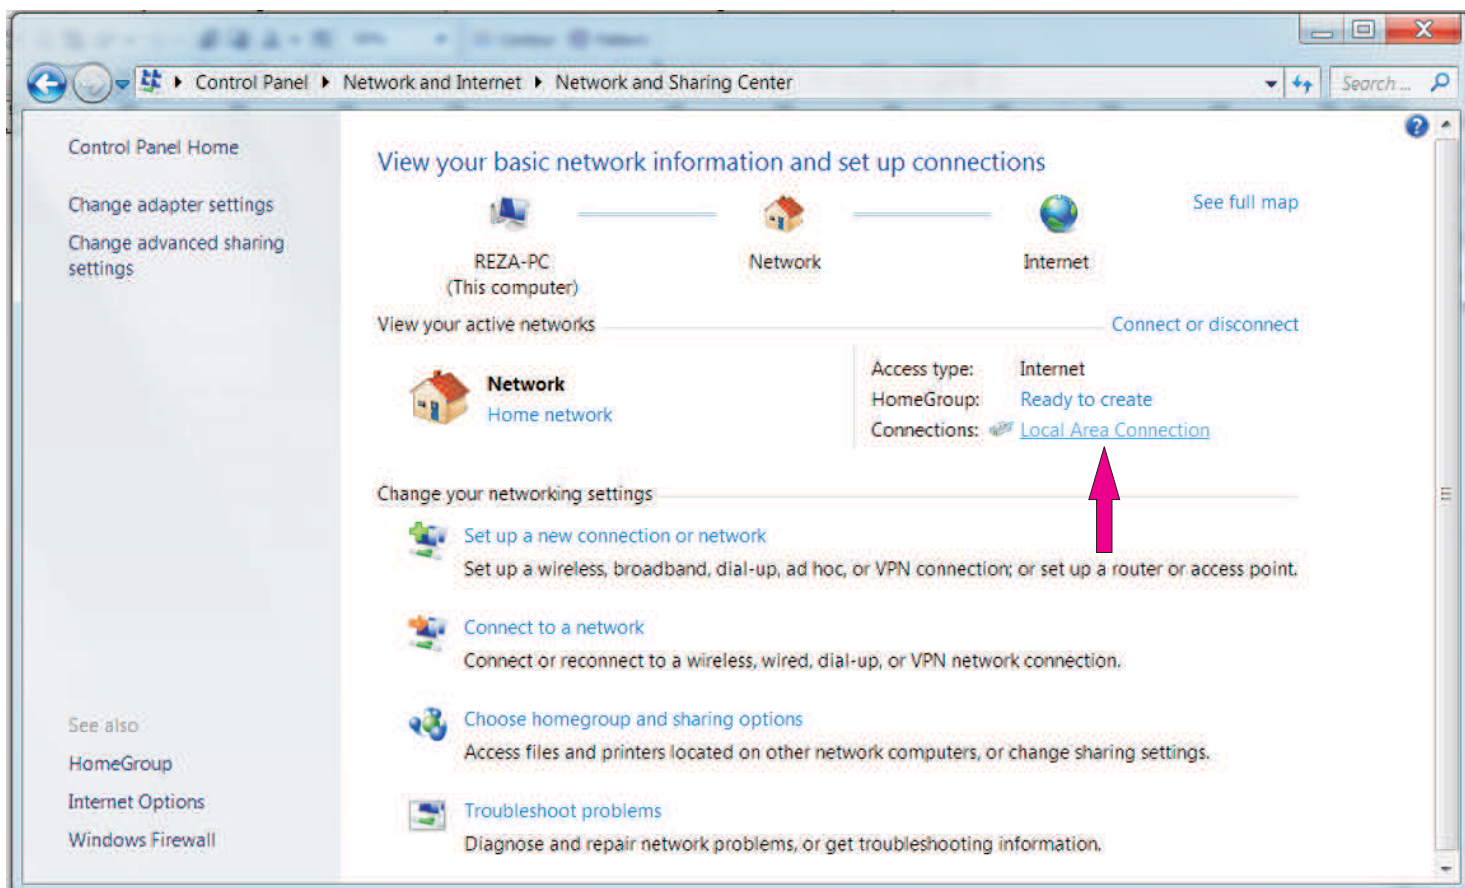 Control Panel Network and Internet Network and Sharing Center
Search ...
Control Panel Home
Change adapter settings
Change advanced sharing
settings
See also
HomeGroup
Internet Options
Windows Firewall
View your basic network information and set up connections
See full map
REZA-PC
(This computer)
Network
Internet
View your active networks
Connect or disconnect
Network
Home network
Access type: Internet
HomeGroup: Ready to create
Connections: Local Area Connection
Change your networking settings
Set up a new connection or network
Set up a wireless, broadband, dial-up, ad hoc, or VPN connection; or set up a router or access point.
Connect to a network
Connect or reconnect to a wireless, wired, dial-up, or VPN network connection.
Choose homegroup and sharing options
Access files and printers located on other network computers, or change sharing settings.
Troubleshoot problems
Diagnose and repair network problems, or get troubleshooting information.